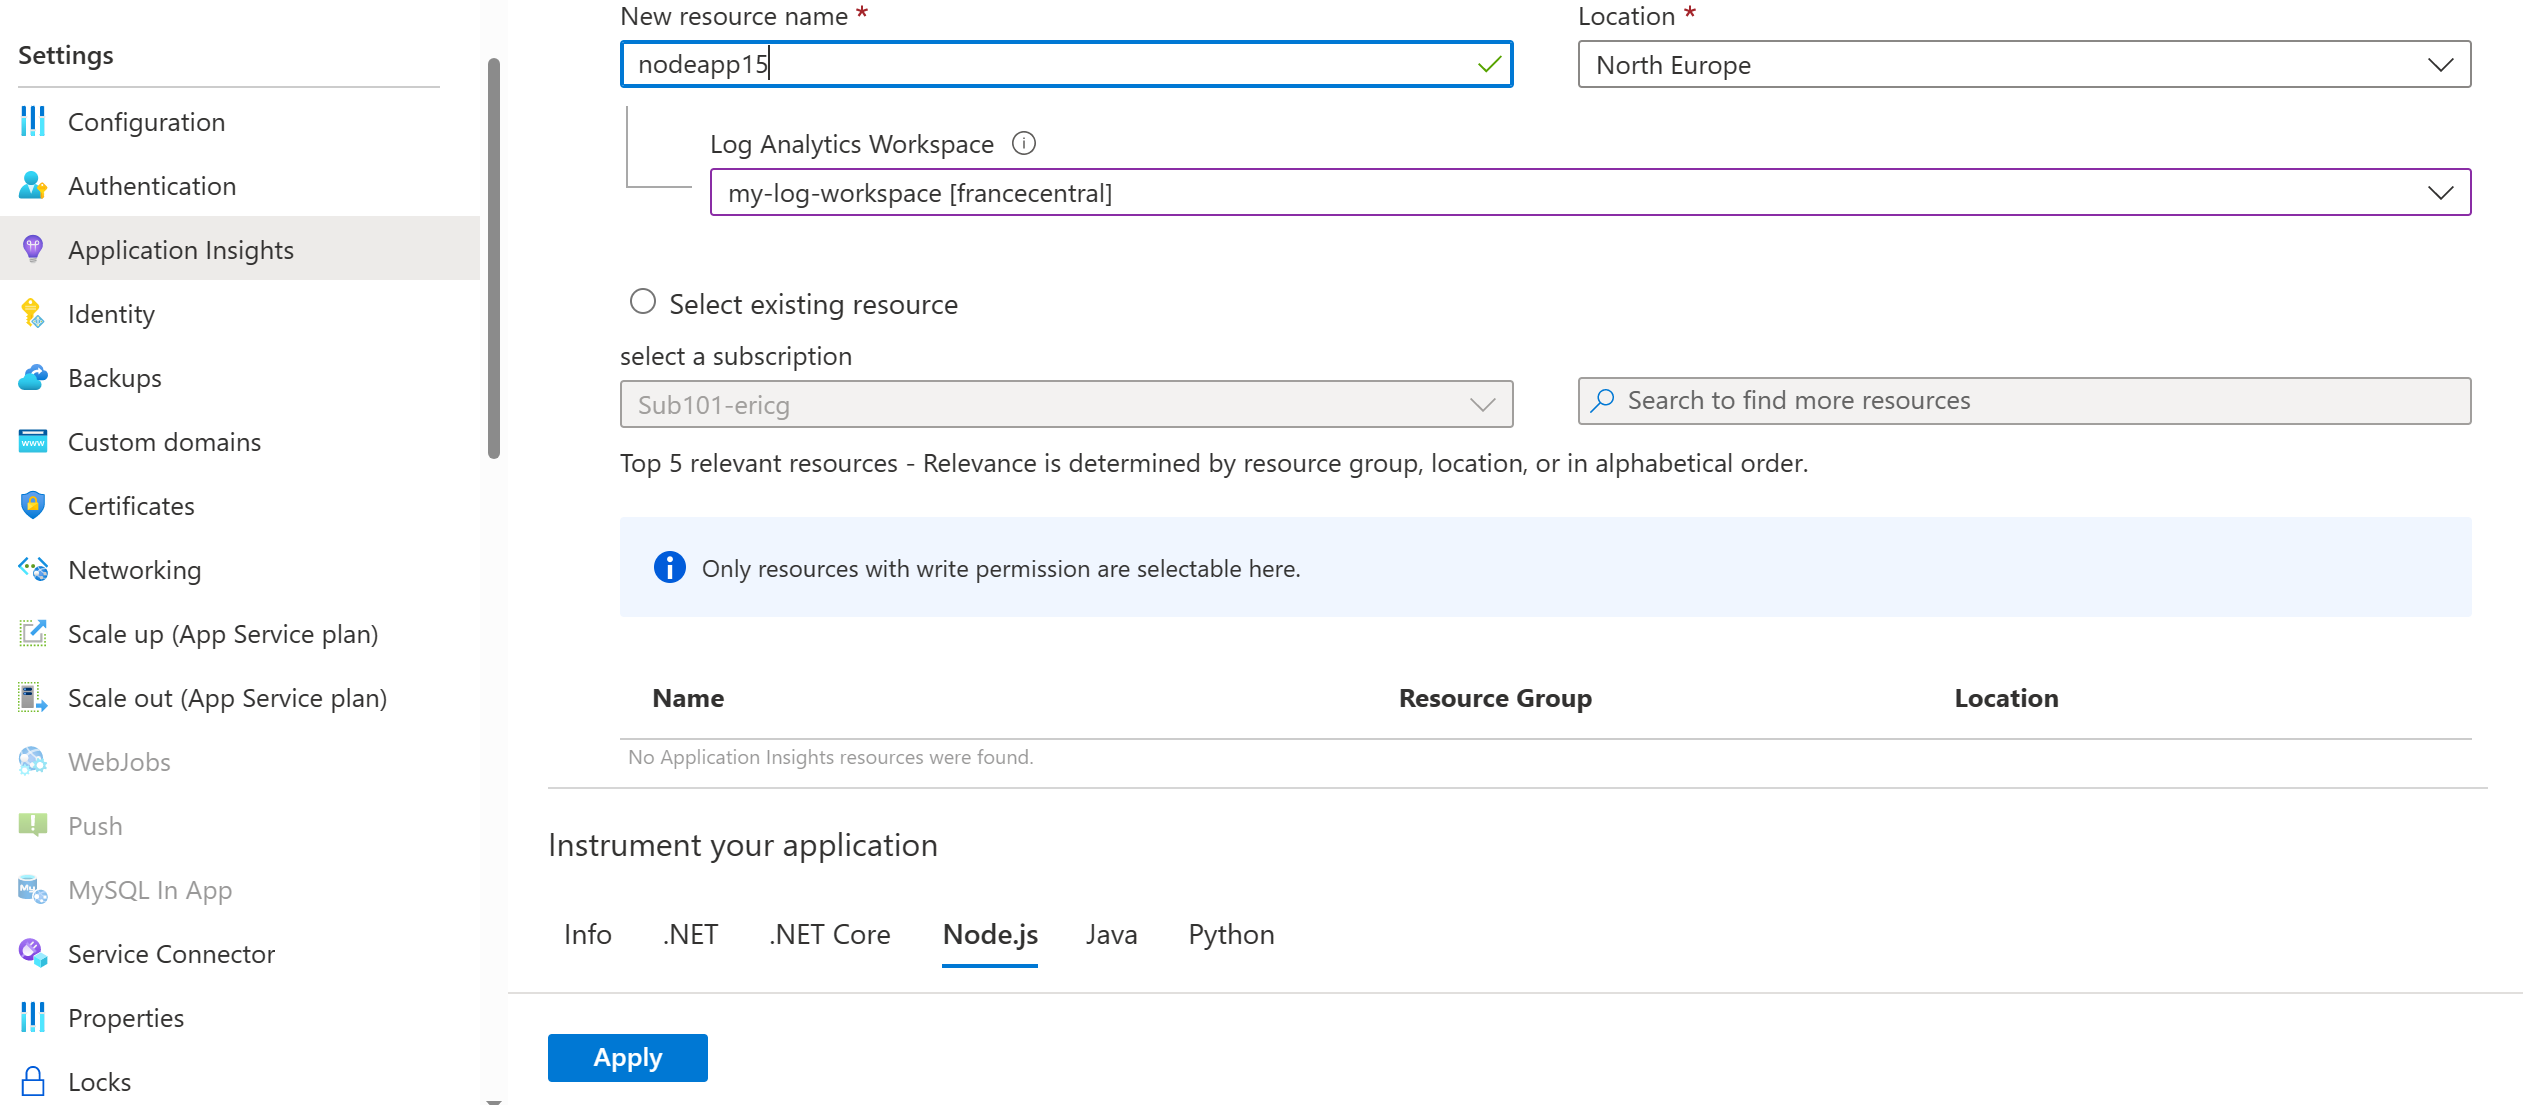 Settings
Configuration
Authentication
Application Insights
Identity
Backups
Custom domains
Certificates
Networking
Scale up (App Service plan)
Scale out (App Service plan)
WebJobs
Push
MySQL In App
Service Connector
Properties
Locks
New resource name *
nodeapp15
Location *
North Europe
Log Analytics Workspace
my-log-workspace [francecentral]
Select existing resource
select a subscription
Sub101-ericg
Search to find more resources
Top 5 relevant resources - Relevance is determined by resource group, location, or in alphabetical order.
Only resources with write permission are selectable here.
Name Resource Group Location
No Application Insights resources were found.
Instrument your application
Info .NET .NET Core Node.js Java Python
Apply